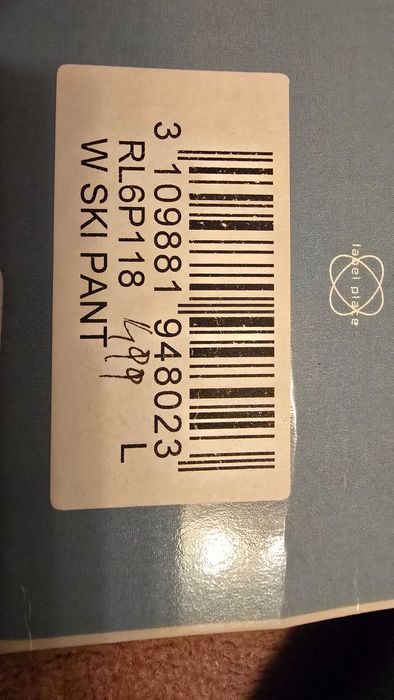 3 109881 948023
RL6P118 L
W SKI PANT
label plate